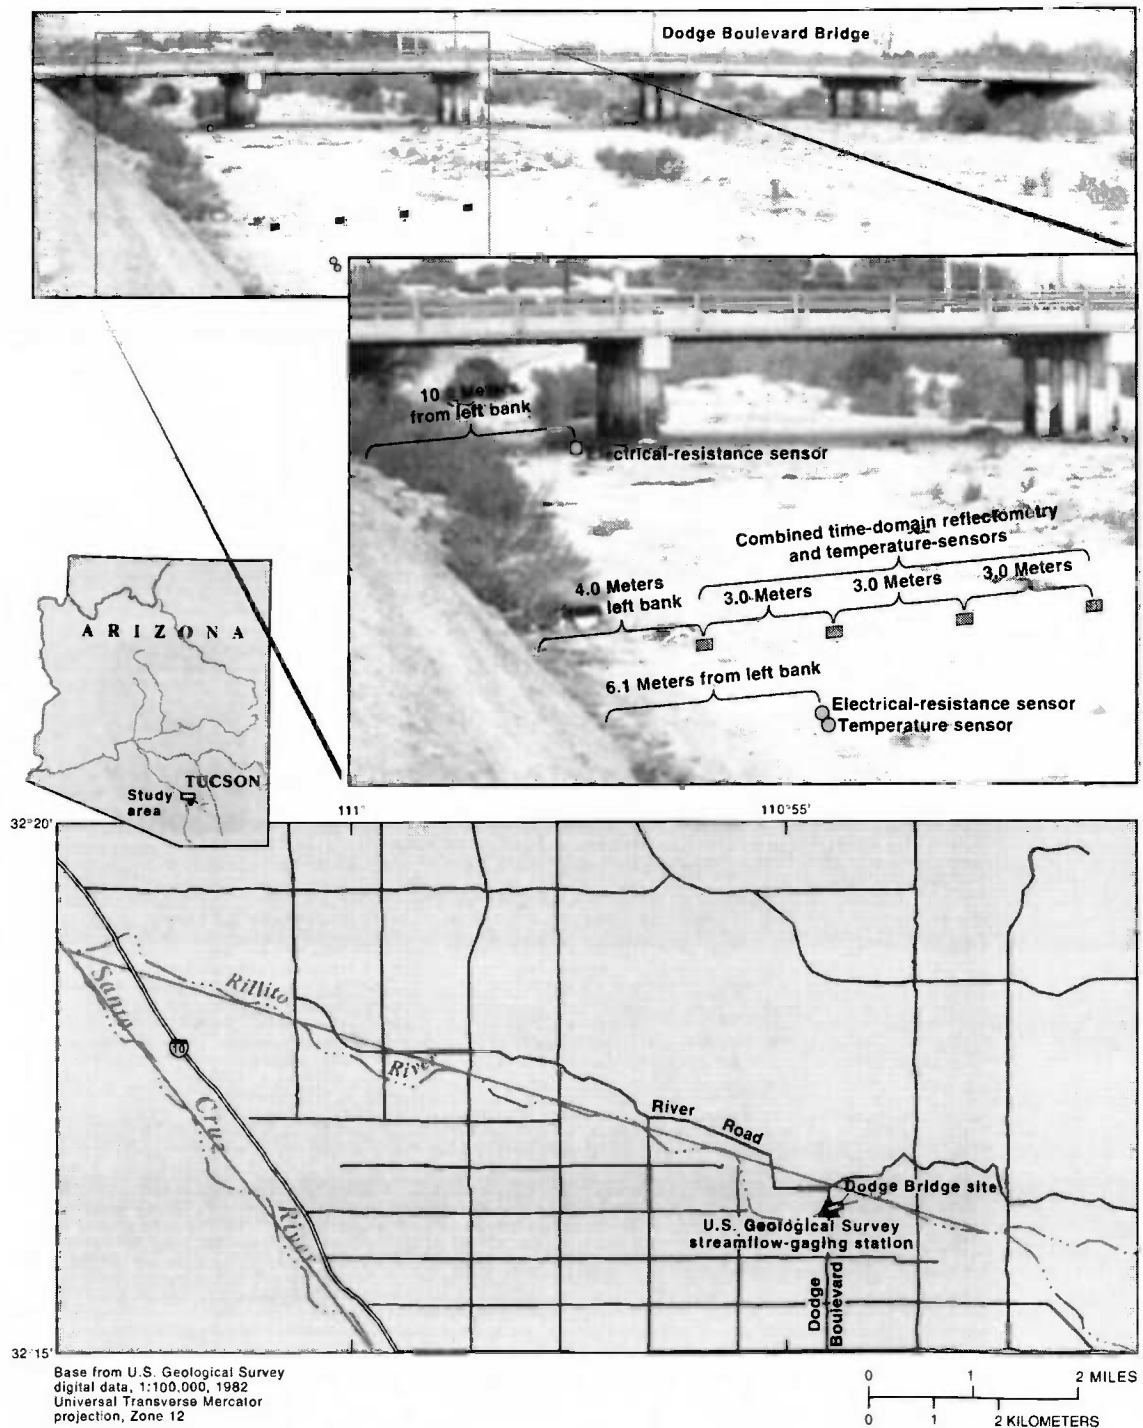 Dodge Boulevard Bridge
10
from left bank
ctrical-resistance sensor
Combined time-domain reflectometry
and temperature-sensors
4.0 Meters
left bank
3.0 Meters
3.0 Meters
3.0 Meters
6.1 Meters from left bank
Electrical-resistance sensor
Temperature sensor
ARIZONA
TUCSON
Study
area
111°
110°55'
32°20'
Rillito
River
Santa
Cruz
River
10
River
Road
Dodge Bridge site
U.S. Geological Survey
streamflow-gaging station
Dodge
Boulevard
32°15'
Base from U.S. Geological Survey
digital data, 1:100,000, 1982
Universal Transverse Mercator
projection, Zone 12
0 1 2 MILES
0 1 2 KILOMETERS